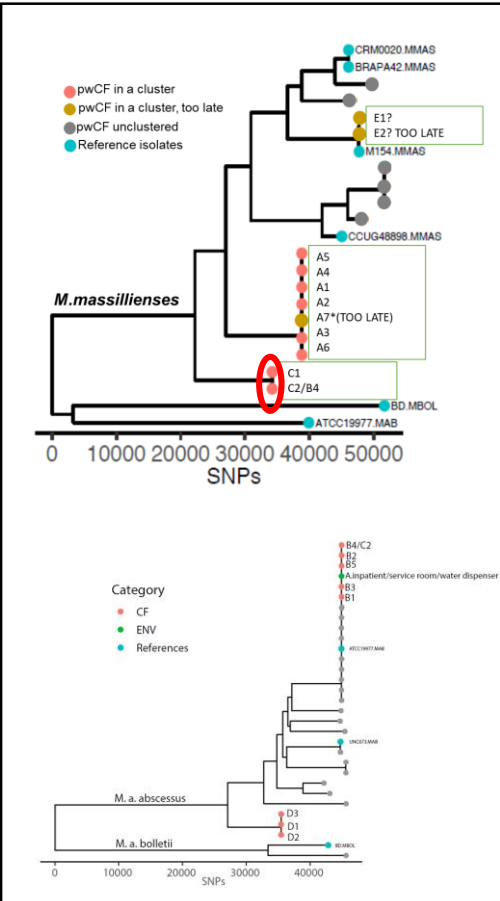 CRM0020.MMAS
BRAPA42.MMAS
pwCF in a cluster
pwCF in a cluster, too late
pwCF unclustered
Reference isolates
E1?
E2? TOO LATE
M154.MMAS
CCUG48898.MMAS
A5
A4
A1
A2
A7*(TOO LATE)
A3
A6
M.massillienses
C1
C2/B4
BD.MBOL
ATCC19977.MAB
0 10000 20000 30000 40000 50000
SNPs
B4/C2
B2
B5
A.inpatient/service room/water dispenser
B3
B1
Category
CF
ENV
References
ATCC19977.MAB
UNC673.MAB
M. a. abscessus
D3
D1
D2
M. a. bolletii
BD.MBOL
0 10000 20000 30000 40000
SNPs